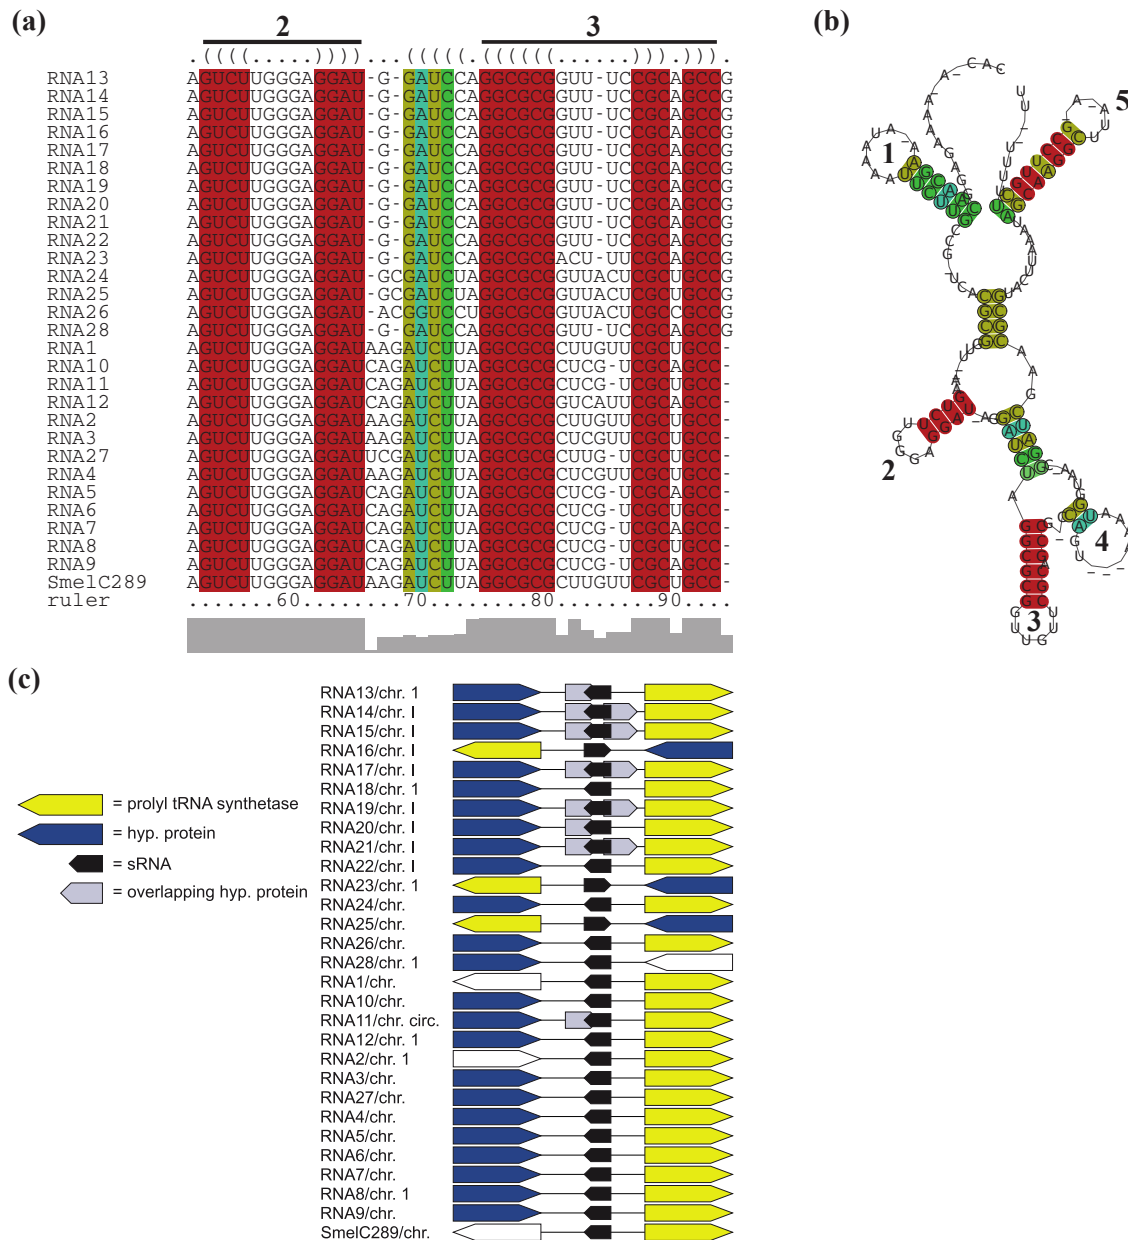 (a)
2 3
.((((.....))))...(((((.((((((......))).))).
RNA13 AGUCUUGGGAGGAU-G-GAUCCAGGCGCGGUU-UCCGCAGCCG
RNA14 AGUCUUGGGAGGAU-G-GAUCCAGGCGCGGUU-UCCGCAGCCG
RNA15 AGUCUUGGGAGGAU-G-GAUCCAGGCGCGGUU-UCCGCAGCCG
RNA16 AGUCUUGGGAGGAU-G-GAUCCAGGCGCGGUU-UCCGCAGCCG
RNA17 AGUCUUGGGAGGAU-G-GAUCCAGGCGCGGUU-UCCGCAGCCG
RNA18 AGUCUUGGGAGGAU-G-GAUCCAGGCGCGGUU-UCCGCAGCCG
RNA19 AGUCUUGGGAGGAU-G-GAUCCAGGCGCGGUU-UCCGCAGCCG
RNA20 AGUCUUGGGAGGAU-G-GAUCCAGGCGCGGUU-UCCGCAGCCG
RNA21 AGUCUUGGGAGGAU-G-GAUCCAGGCGCGGUU-UCCGCAGCCG
RNA22 AGUCUUGGGAGGAU-G-GAUCCAGGCGCGGUU-UCCGCAGCCG
RNA23 AGUCUUGGGAGGAU-G-GAUCCAGGCGCGACU-UUCGCAGCCG
RNA24 AGUCUUGGGAGGAU-GCGAUCUAGGCGCGGUUACUCGCAGCCG
RNA25 AGUCUUGGGAGGAU-GCGAUCUAGGCGCGGUUACUCGCUGCCG
RNA26 AGUCUUGGGAGGAU-ACGGUCCUGGCGCGGUUACUCGCCGCCG
RNA28 AGUCUUGGGAGGAU-G-GAUCCAGGCGCGGUU-UCCGCAGCCG
RNA1 AGUCUUGGGAGGAUAAGAUCUUAGGCGCGCUUGUUCGCUGCC-
RNA10 AGUCUUGGGAGGAUCAGAUCUUAGGCGCGCUCG-UCGCUGCC-
RNA11 AGUCUUGGGAGGAUCAGAUCUUAGGCGCGCUCG-UCGCUGCC-
RNA12 AGUCUUGGGAGGAUCAGAUCUUAGGCGCGGUCAUUCGCAGCC-
RNA2 AGUCUUGGGAGGAUAAGAUCUUAGGCGCGCUUGUUCGCUGCC-
RNA3 AGUCUUGGGAGGAUAAGAUCUUAGGCGCGCUCGUUCGCUGCC-
RNA27 AGUCUUGGGAGGAUUCGAUCUUAGGCGCGCUUG-UCGCUGCC-
RNA4 AGUCUUGGGAGGAUAAGAUCUUAGGCGCGCUCGUUCGCUGCC-
RNA5 AGUCUUGGGAGGAUCAGAUCUUAGGCGCGCUCG-UCGCAGCC-
RNA6 AGUCUUGGGAGGAUCAGAUCUUAGGCGCGCUCG-UCGCAGCC-
RNA7 AGUCUUGGGAGGAUCAGAUCUUAGGCGCGCUCG-UCGCAGCC-
RNA8 AGUCUUGGGAGGAUCAGAUCUUAGGCGCGCUCG-UCGCAGCC-
RNA9 AGUCUUGGGAGGAUCAGAUCUUAGGCGCGCUCG-UCGCAGCC-
SmelC289 AGUCUUGGGAGGAUAAGAUCUUAGGCGCGCUUGUUCGCUGCC-
ruler .......60........70........80........90....
(b)
1
5
2
4
3
(c)
= prolyl tRNA synthetase
= hyp. protein
= sRNA
= overlapping hyp. protein
RNA13/chr. 1
RNA14/chr. I
RNA15/chr. I
RNA16/chr. I
RNA17/chr. I
RNA18/chr. 1
RNA19/chr. I
RNA20/chr. I
RNA21/chr. I
RNA22/chr. I
RNA23/chr. 1
RNA24/chr.
RNA25/chr.
RNA26/chr.
RNA28/chr. 1
RNA1/chr.
RNA10/chr.
RNA11/chr. circ.
RNA12/chr. 1
RNA2/chr. 1
RNA3/chr.
RNA27/chr.
RNA4/chr.
RNA5/chr.
RNA6/chr.
RNA7/chr.
RNA8/chr. 1
RNA9/chr.
SmelC289/chr.